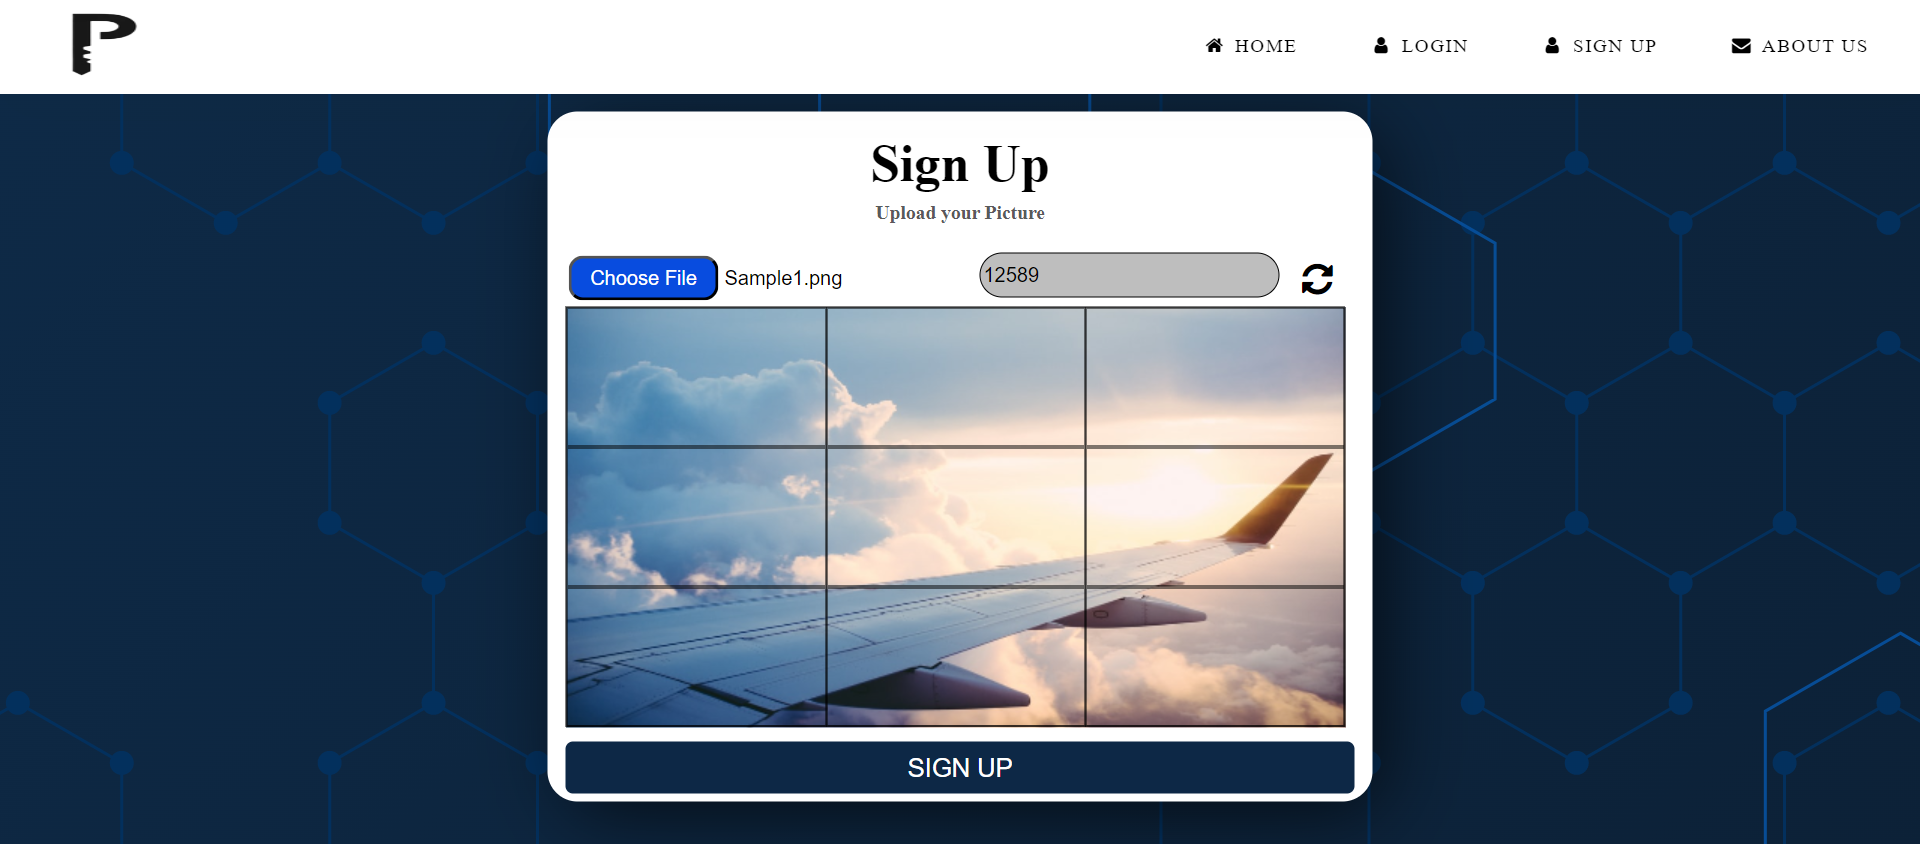 P
HOME
LOGIN
SIGN UP
ABOUT US
Sign Up
Upload your Picture
Choose File Sample1.png
12589
SIGN UP